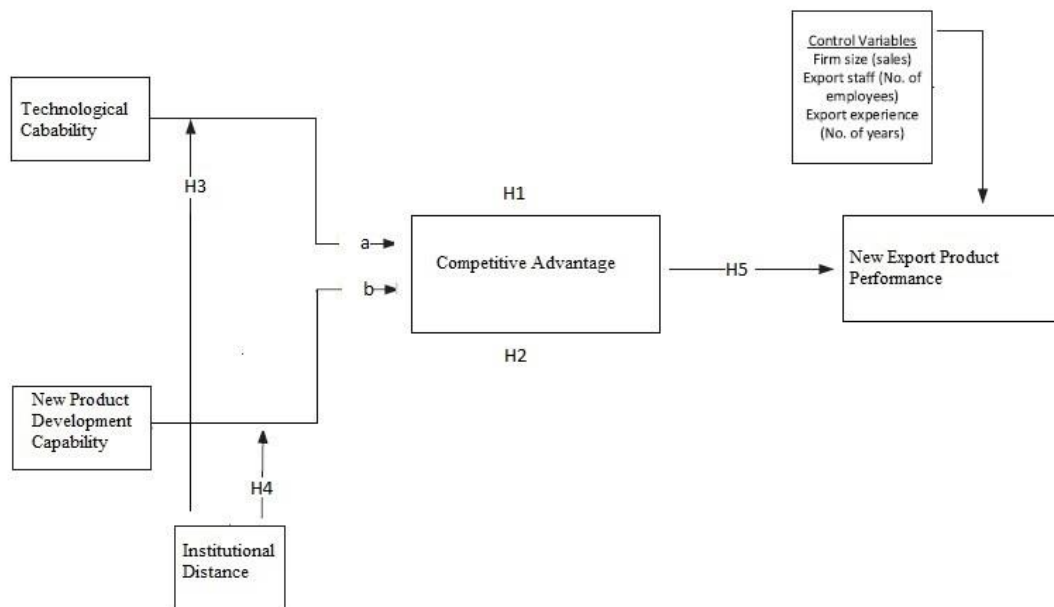 Control Variables
Firm size (sales)
Export staff (No. of
employees)
Export experience
(No. of years)
Technological
Cabability
H3
H1
a
Competitive Advantage
H5
New Export Product
Performance
b
H2
New Product
Development
Capability
H4
Institutional
Distance